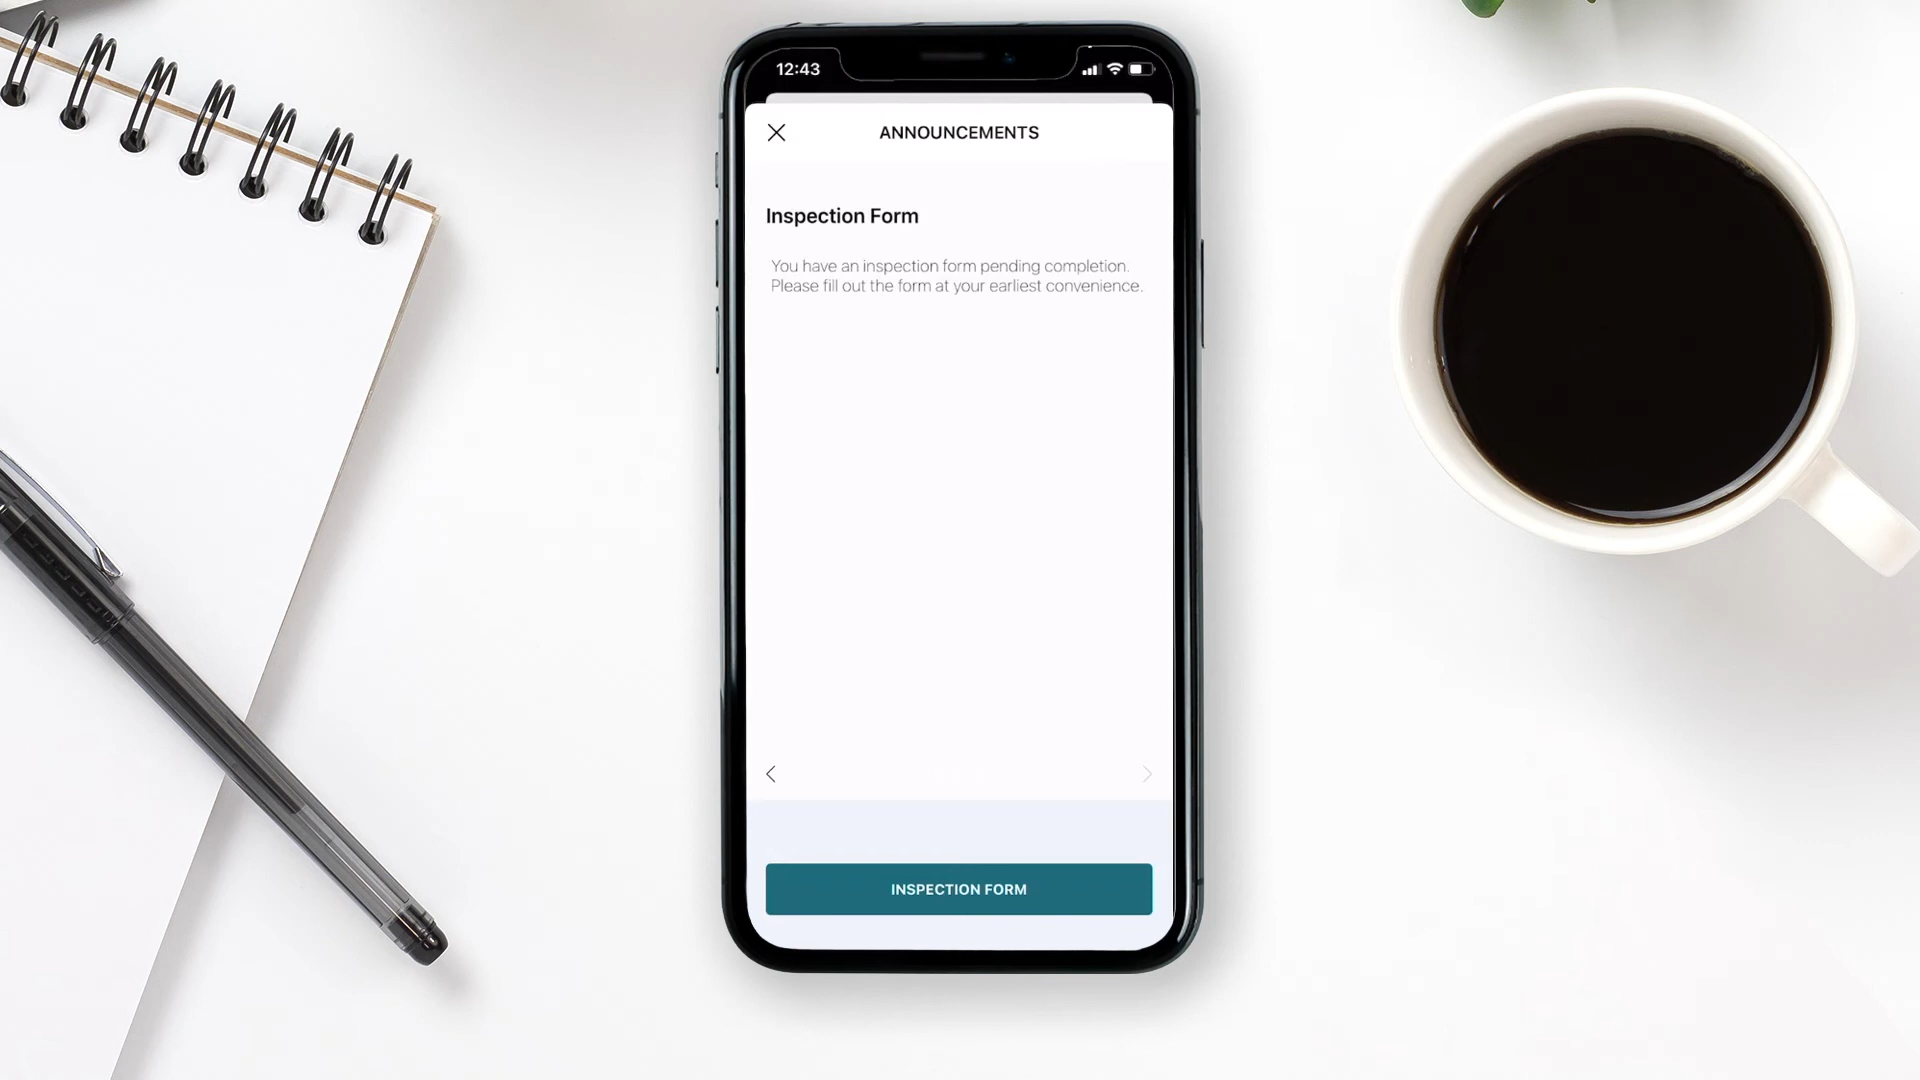 12:43
ANNOUNCEMENTS
Inspection Form
You have an inspection form pending completion.
Please fill out the form at your earliest convenience.
INSPECTION FORM